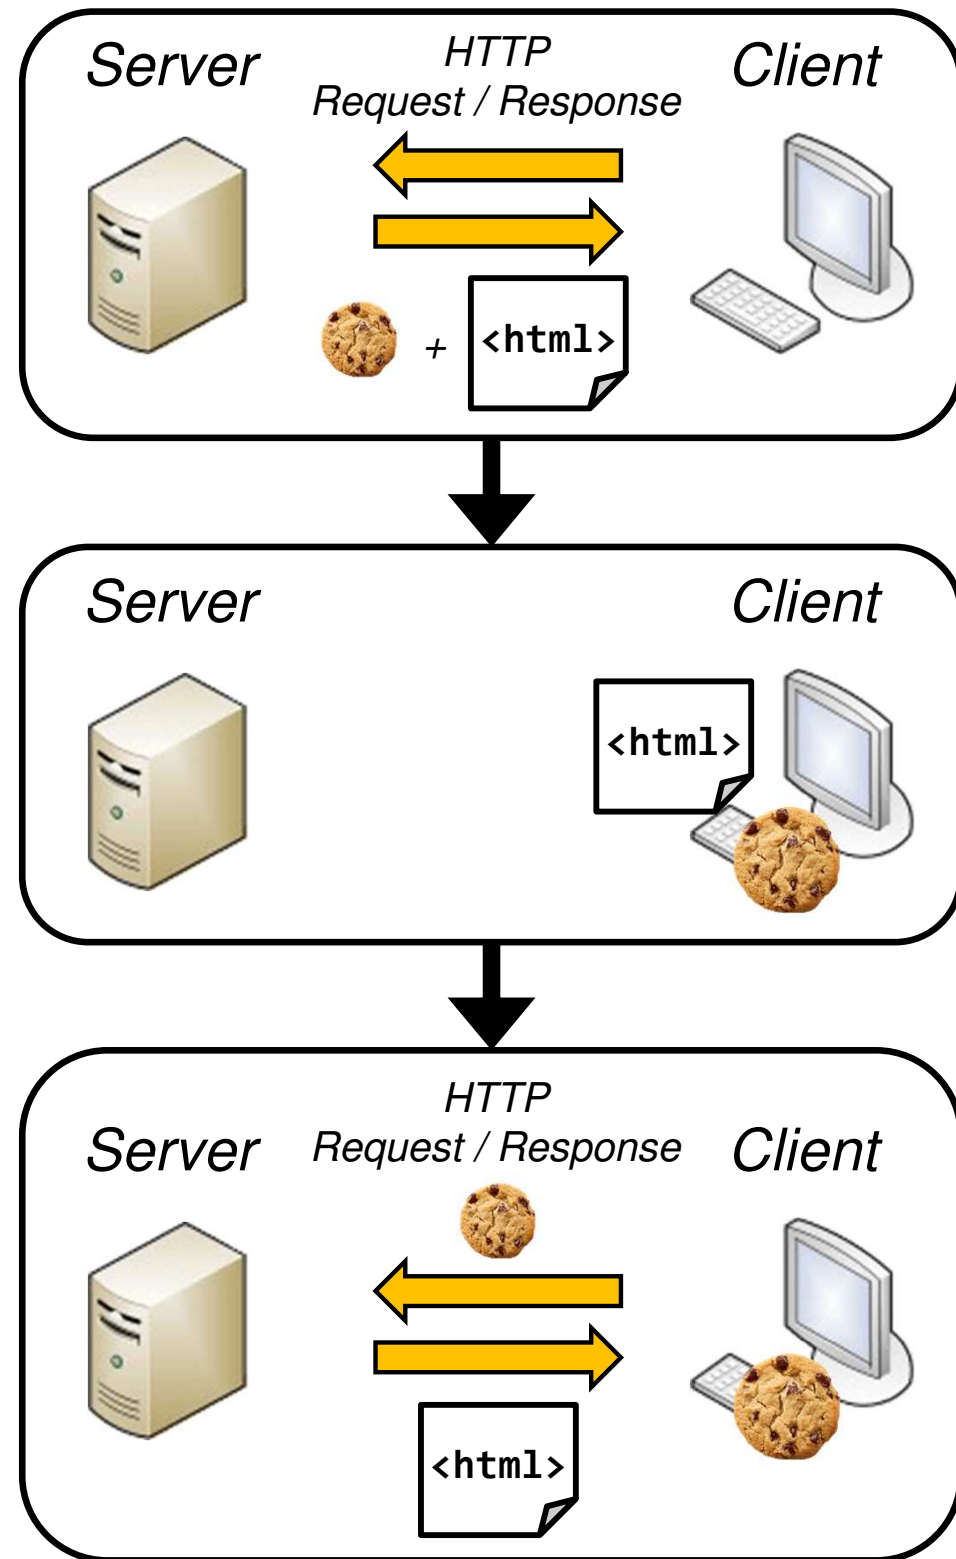 Server
HTTP
Request / Response
Client
+
<html>
Server
Client
<html>
HTTP
Request / Response
Server
Client
<html>